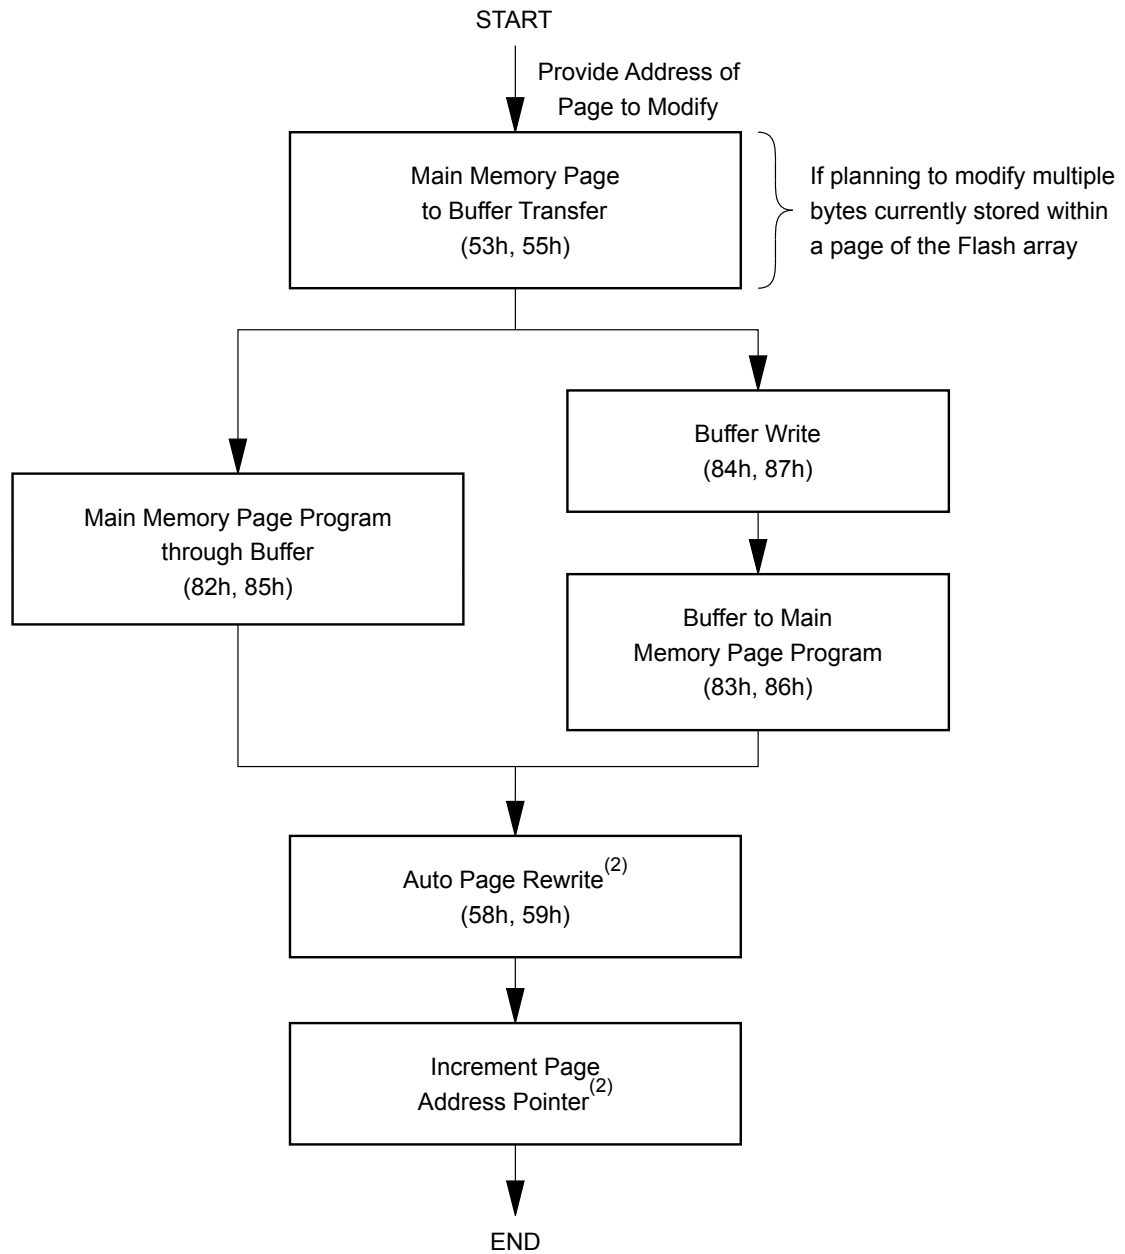 START
Provide Address of
Page to Modify
Main Memory Page
to Buffer Transfer
(53h, 55h)
If planning to modify multiple
bytes currently stored within
a page of the Flash array
Buffer Write
(84h, 87h)
Main Memory Page Program
through Buffer
(82h, 85h)
Buffer to Main
Memory Page Program
(83h, 86h)
Auto Page Rewrite(2)
(58h, 59h)
Increment Page
Address Pointer(2)
END